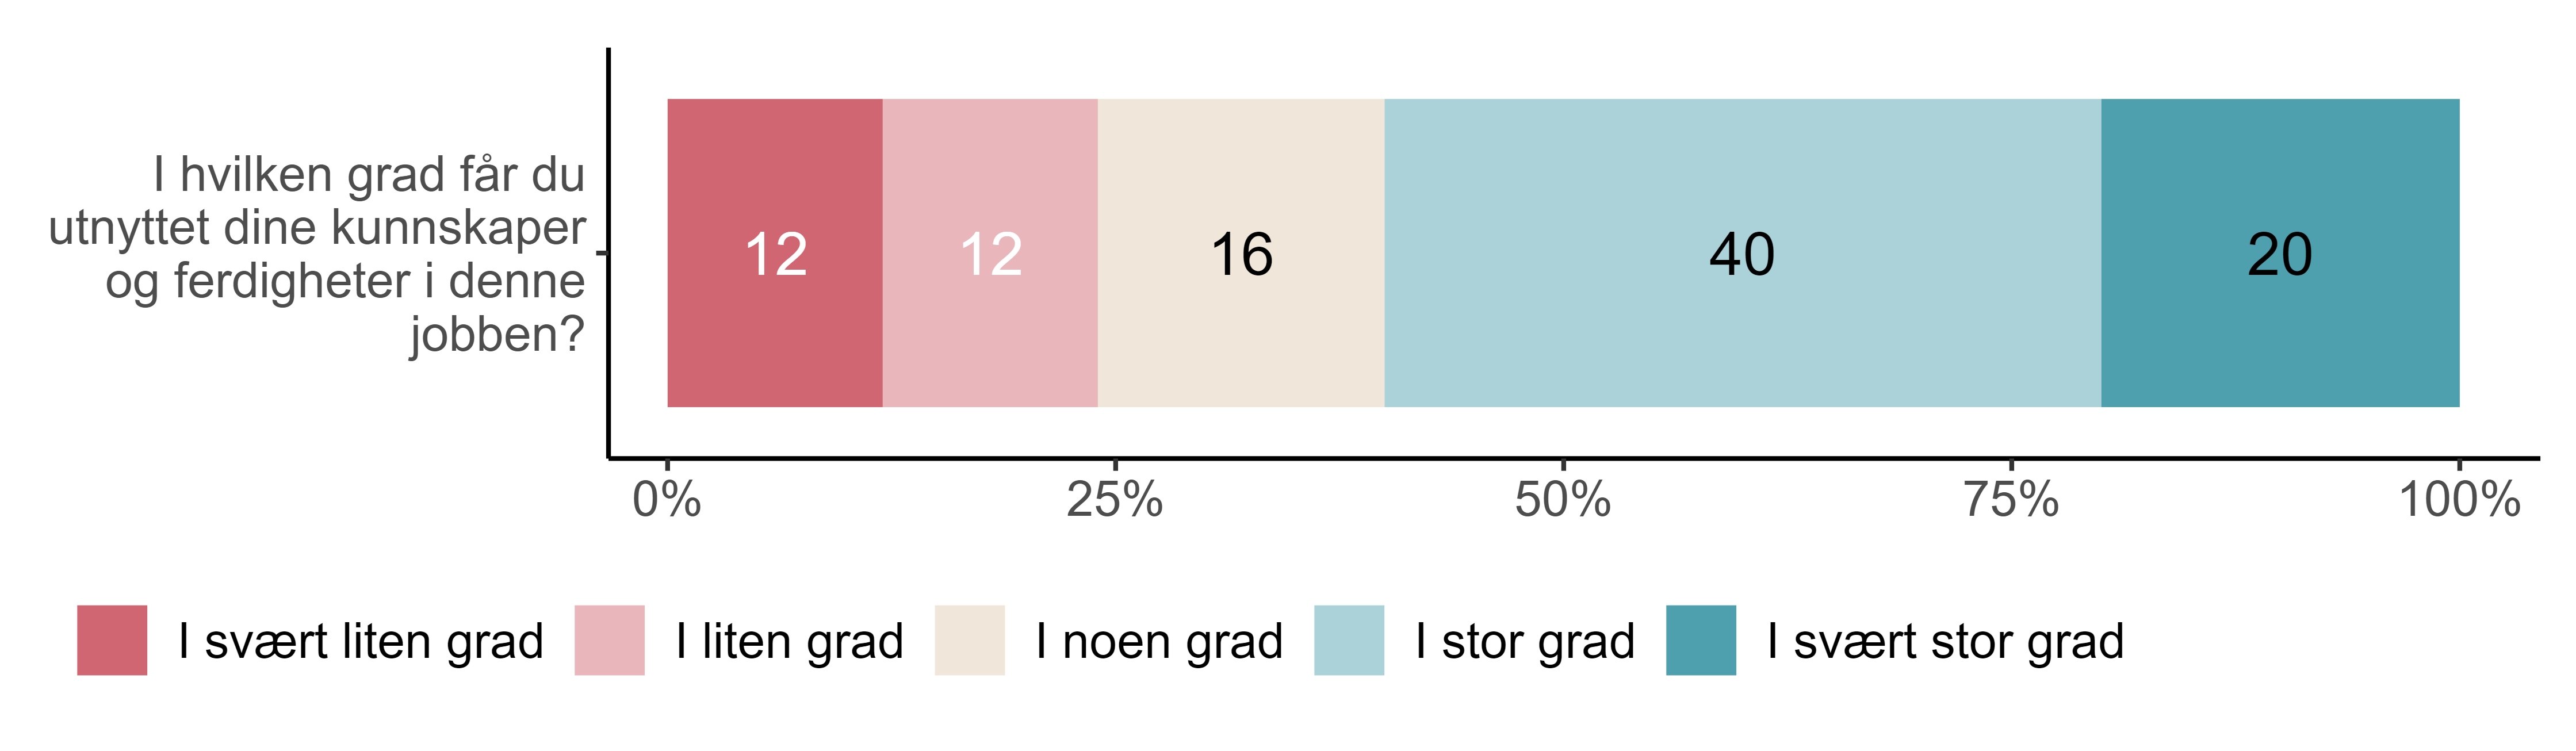 I hvilken grad får du
utnyttet dine kunnskaper
og ferdigheter i denne
jobben?
12 12 16 40 20
0% 25% 50% 75% 100%
I svært liten grad I liten grad I noen grad I stor grad I svært stor grad